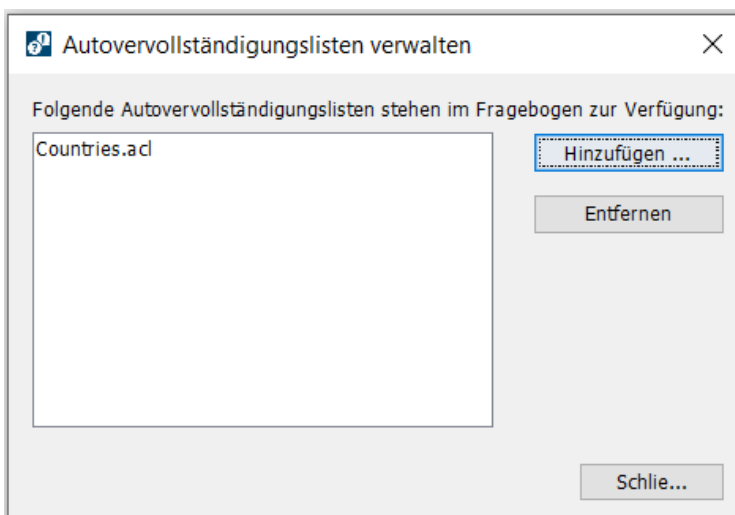 Autovervollständigungslisten verwalten
Folgende Autovervollständigungslisten stehen im Fragebogen zur Verfügung:
Countries.acl
Hinzufügen ...
Entfernen
Schlie...